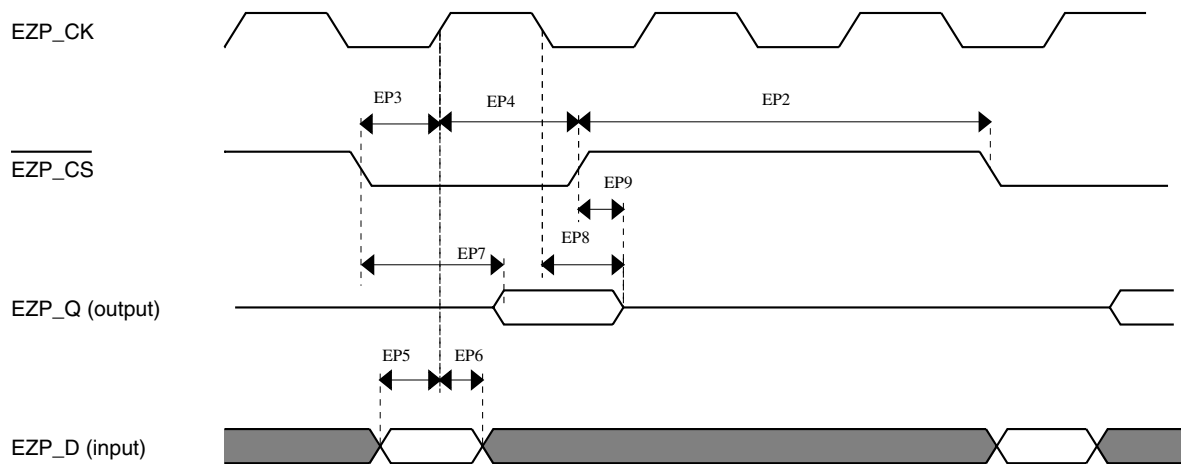 EZP_CK
EP3
EP4
EP2
EZP_CS
EP9
EP8
EP7
EZP_Q (output)
EP5
EP6
EZP_D (input)